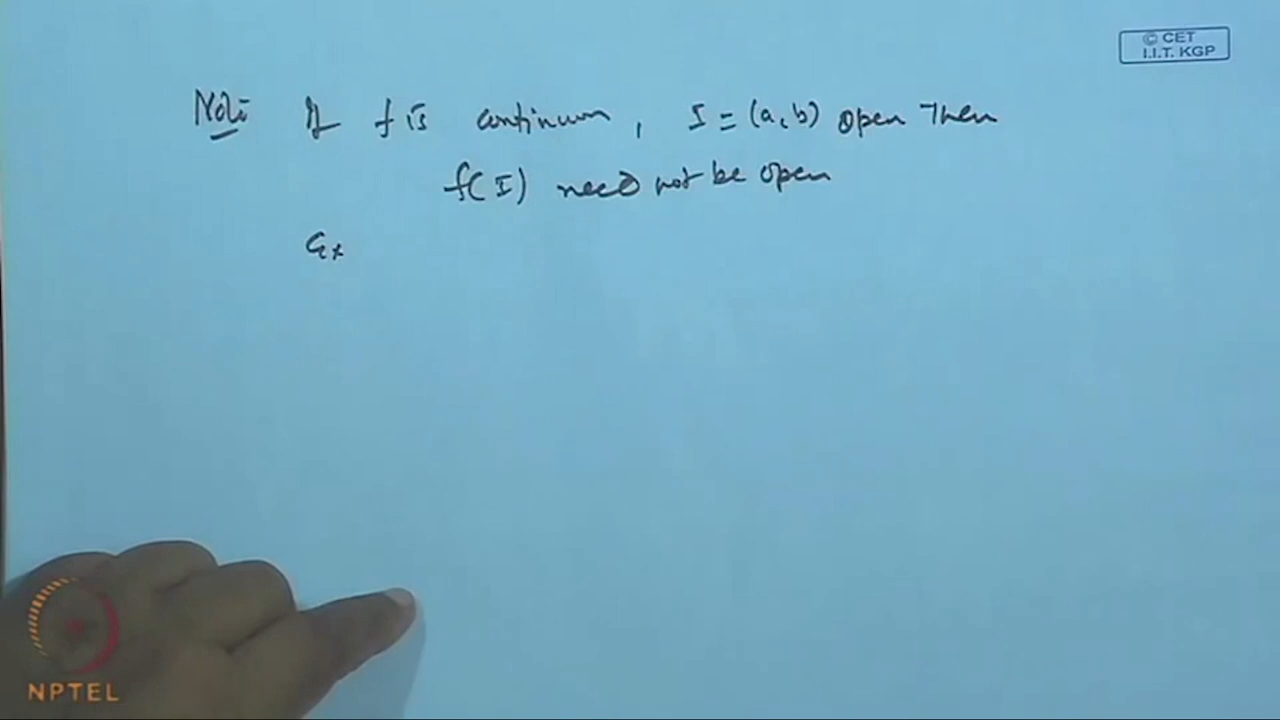 © CET
I.I.T. KGP
Note If f is continuous, I = (a,b) open Then
f(I) need not be open
Ex
NPTEL